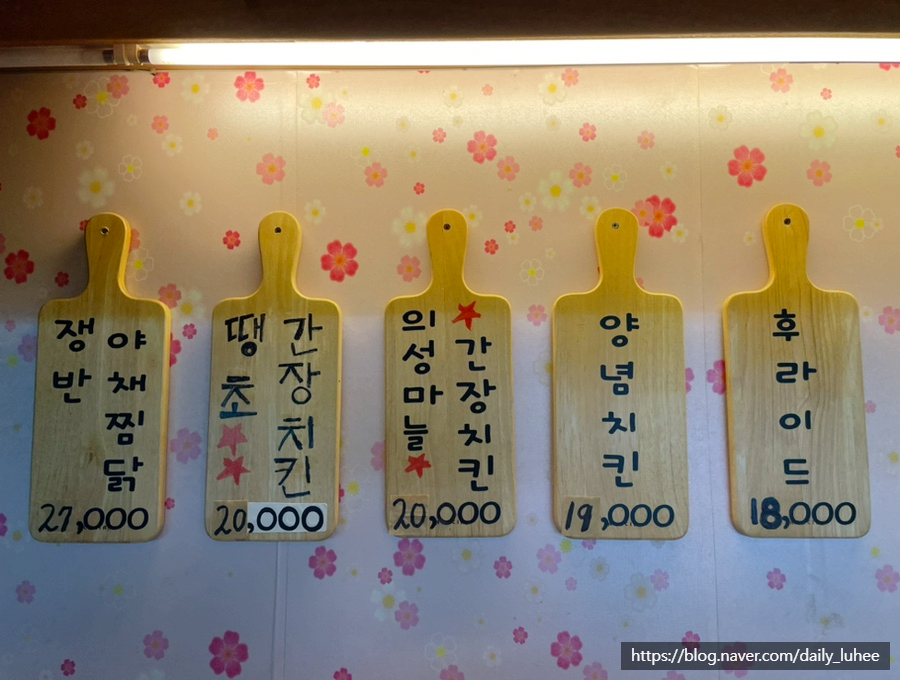 쟁반
야채찜닭
27,000
땡초
간장치킨
20,000
의성마늘
간장치킨
20,000
양념치킨
19,000
후라이드
18,000
https://blog.naver.com/daily_luhee